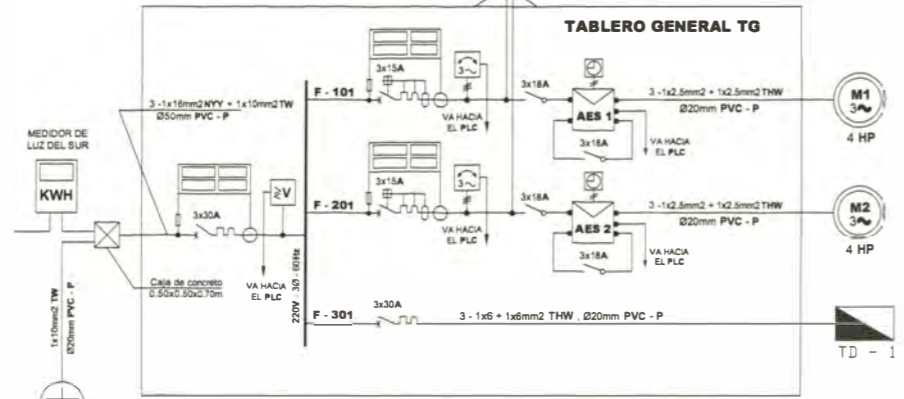 TABLERO GENERAL TG
3 -1x16mm2 NYY + 1x10mm2 TW
Ø50mm PVC - P
MEDIDOR DE
LUZ DEL SUR
KWH
3x30A
≥V
VA HACIA
EL PLC
Caja de concreto
0.50x0.50x0.70m
1x10mm2 TW
Ø20mm PVC - P
220V - 3Ø - 60Hz
F - 101
3x15A
3~
VA HACIA
EL PLC
3x18A
AES 1
3x18A
3 -1x2.5mm2 + 1x2.5mm2 THW
Ø20mm PVC - P
VA HACIA
EL PLC
M1
3~
4 HP
F - 201
3x15A
3~
VA HACIA
EL PLC
3x18A
AES 2
3x18A
3 -1x2.5mm2 + 1x2.5mm2 THW
Ø20mm PVC - P
VA HACIA
EL PLC
M2
3~
4 HP
F - 301
3x30A
3 - 1x6 + 1x6mm2 THW , Ø20mm PVC - P
TD - 1